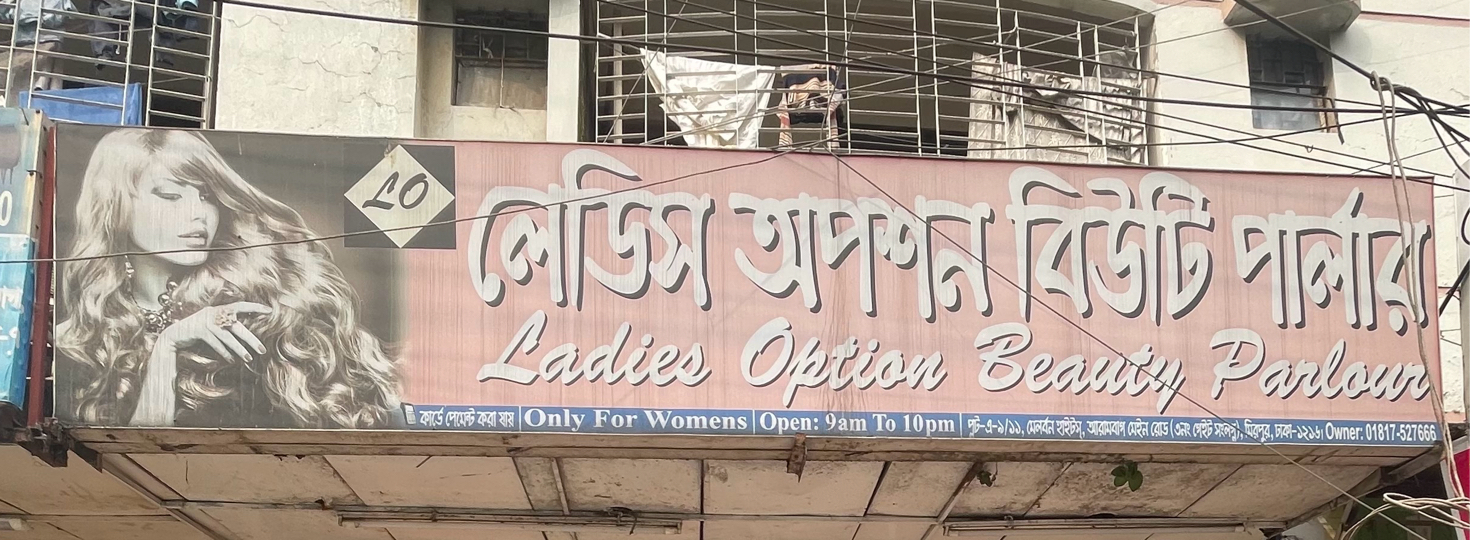 LO
লেডিস অপশন বিউটি পার্লার
Ladies Option Beauty Parlour
কার্ডে পেমেন্ট করা যায় Only For Womens Open: 9am To 10pm প্লট-এ-৯/১১, মেলবর্ন হাইটস্, আরামবাগ মেইন রোড (৩নং গেইট সংলগ্ন), মিরপুর, ঢাকা-১২১৬। Owner: 01817-527666